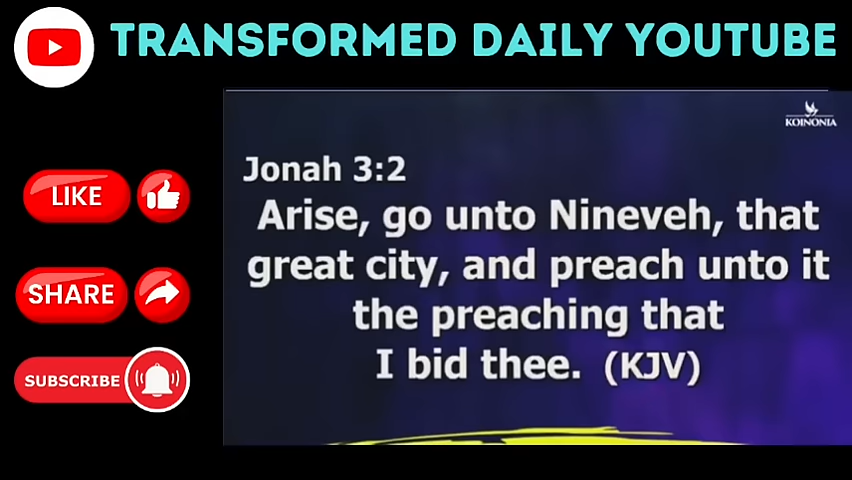 TRANSFORMED DAILY YOUTUBE
KOINONIA
LIKE
SHARE
SUBSCRIBE
Jonah 3:2
Arise, go unto Nineveh, that
great city, and preach unto it
the preaching that
I bid thee. (KJV)